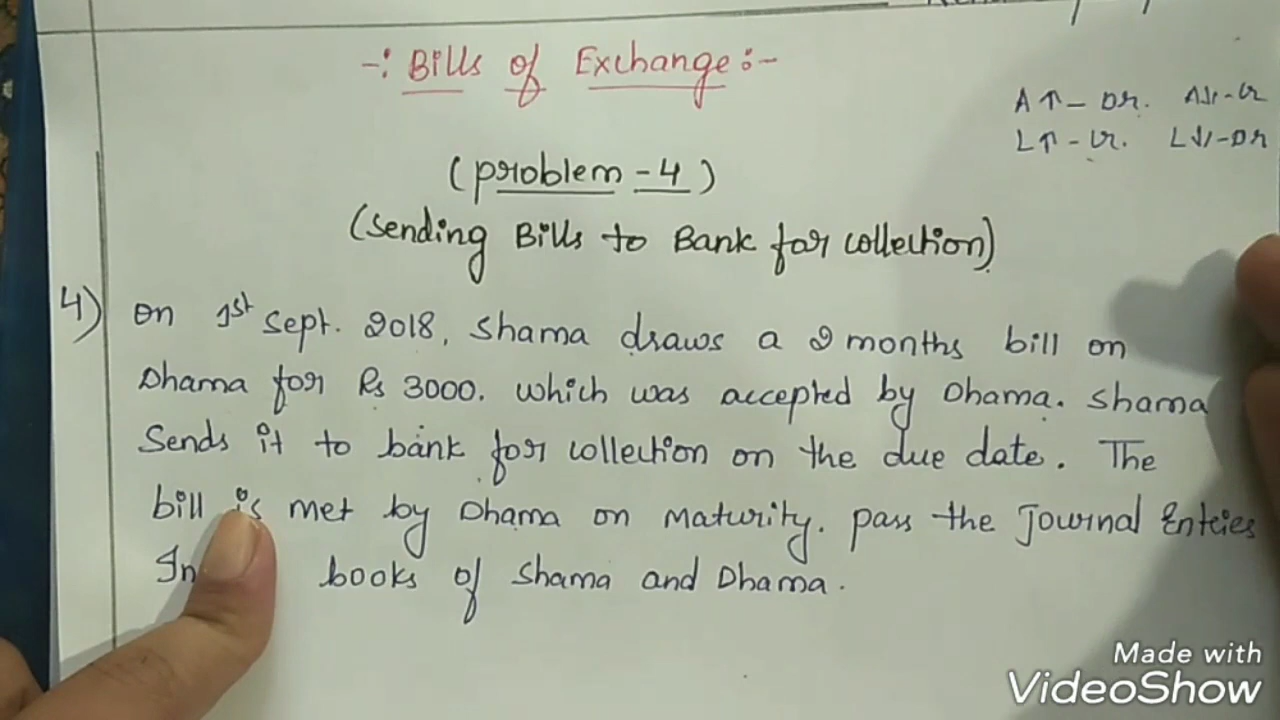 -: Bills of Exchange :-
A↑ - Dr. A↓ - Cr
L↑ - Cr. L↓ - Dr
(problem - 4)
(Sending Bills to Bank for collection)
4) On 1st Sept. 2018, Shama draws a 2 months bill on
Dhama for Rs 3000. which was accepted by Dhama. Shama
Sends it to bank for collection on the due date. The
bill is met by Dhama on maturity. pass the Journal Enteies
In books of Shama and Dhama.
Made with
VideoShow